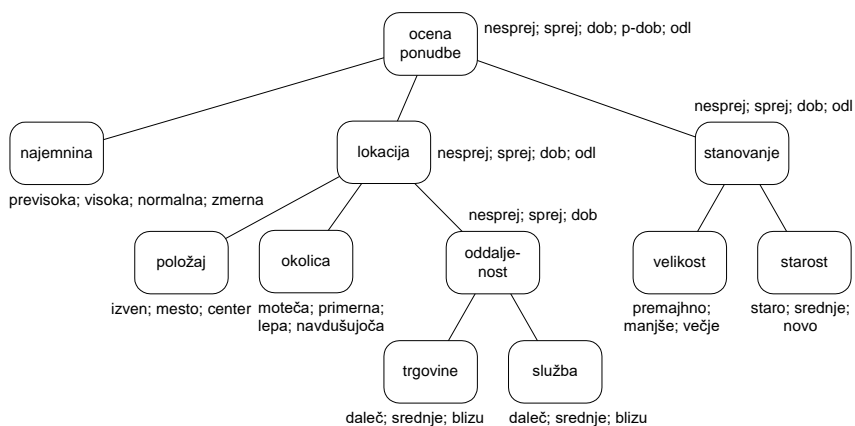 ocena
ponudbe
nesprej; sprej; dob; p-dob; odl
nesprej; sprej; dob; odl
najemnina
lokacija
nesprej; sprej; dob; odl
stanovanje
previsoka; visoka; normalna; zmerna
nesprej; sprej; dob
položaj
okolica
oddalje-
nost
velikost
starost
izven; mesto; center
moteča; primerna;
lepa; navdušujoča
premajhno;
manjše; večje
staro; srednje;
novo
trgovine
služba
daleč; srednje; blizu
daleč; srednje; blizu